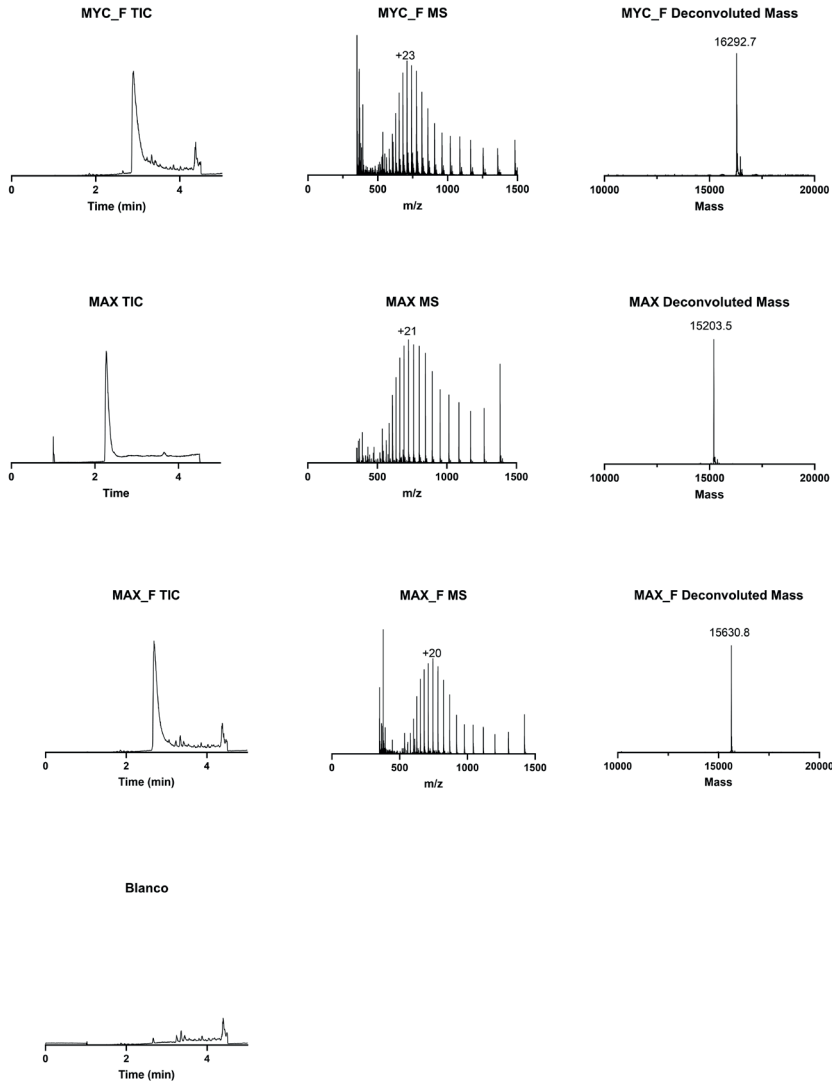 MYC_F TIC
MYC_F MS
MYC_F Deconvoluted Mass
+23
16292.7
0 2 4
0 500 1000 1500
10000 15000 20000
Time (min)
m/z
Mass
MAX TIC
MAX MS
MAX Deconvoluted Mass
+21
15203.5
0 2 4
0 500 1000 1500
10000 15000 20000
Time
m/z
Mass
MAX_F TIC
MAX_F MS
MAX_F Deconvoluted Mass
+20
15630.8
0 2 4
0 500 1000 1500
10000 15000 20000
Time (min)
m/z
Mass
Blanco
0 2 4
Time (min)